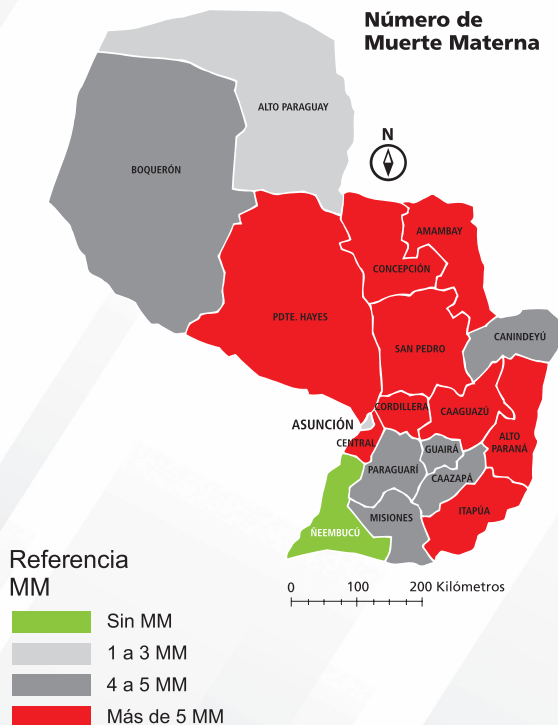 Número de
Muerte Materna
ALTO PARAGUAY
N
BOQUERÓN
AMAMBAY
CONCEPCIÓN
PDTE. HAYES
CANINDEYÚ
SAN PEDRO
CORDILLERA
CAAGUAZÚ
ASUNCIÓN
ALTO
PARANÁ
CENTRAL
GUAIRÁ
PARAGUARÍ
CAAZAPÁ
ITAPÚA
MISIONES
ÑEEMBUCÚ
0 100 200 Kilómetros
Referencia
MM
Sin MM
1 a 3 MM
4 a 5 MM
Más de 5 MM